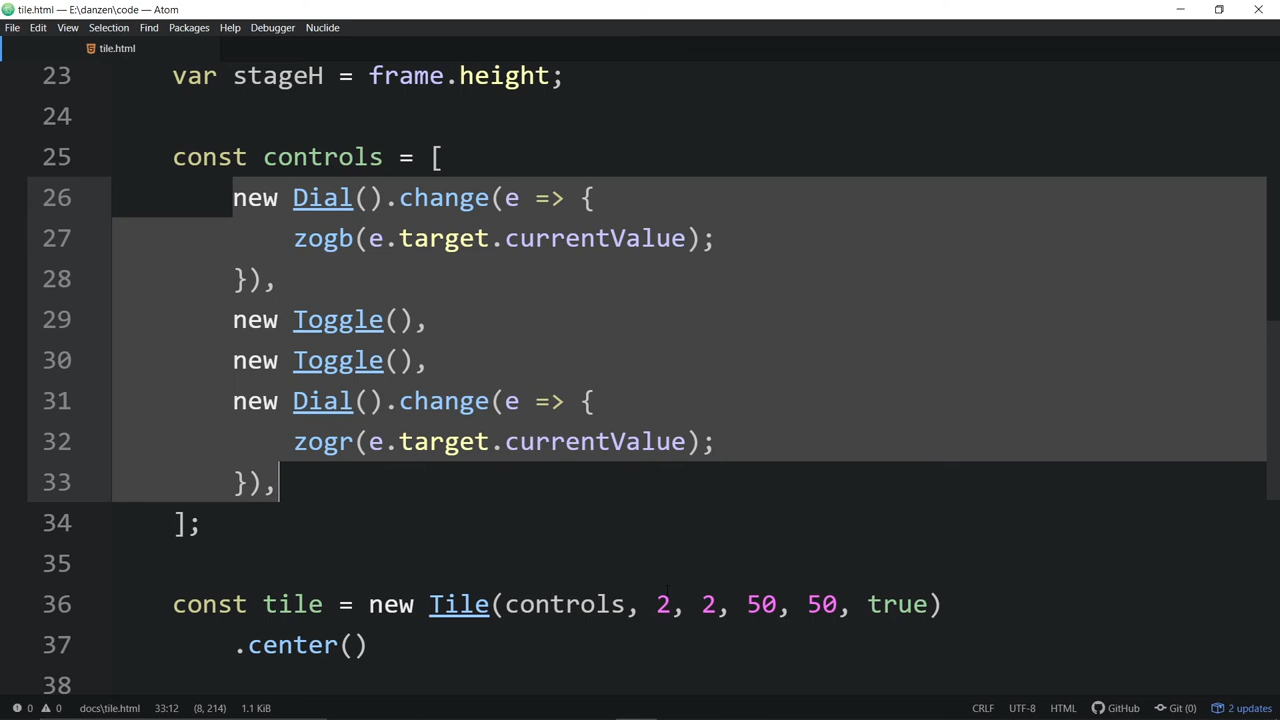 tile.html — E:\danzen\code — Atom
File Edit View Selection Find Packages Help Debugger Nuclide
tile.html
23 var stageH = frame.height;
24
25 const controls = [
26 new Dial().change(e => {
27 zogb(e.target.currentValue);
28 }),
29 new Toggle(),
30 new Toggle(),
31 new Dial().change(e => {
32 zogr(e.target.currentValue);
33 }),
34 ];
35
36 const tile = new Tile(controls, 2, 2, 50, 50, true)
37 .center()
38
0 0 docs\tile.html 33:12 (8, 214) 1.1 KiB CRLF UTF-8 HTML GitHub Git (0) 2 updates